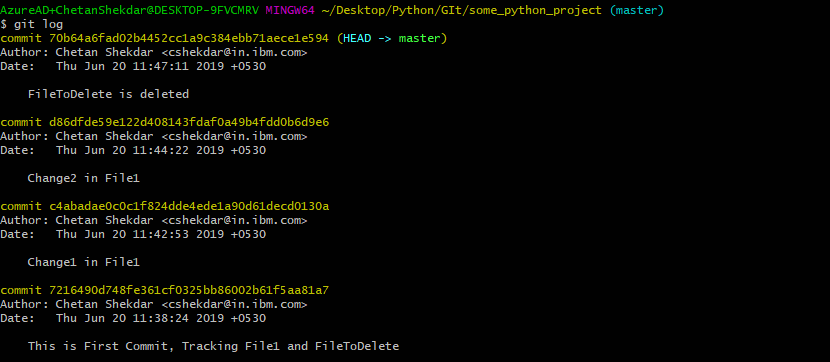 AzureAD+ChetanShekdar@DESKTOP-9FVCMRV MINGW64 ~/Desktop/Python/GIt/some_python_project (master)
$ git log
commit 70b64a6fad02b4452cc1a9c384ebb71aece1e594 (HEAD -> master)
Author: Chetan Shekdar <cshekdar@in.ibm.com>
Date:   Thu Jun 20 11:47:11 2019 +0530
    FileToDelete is deleted
commit d86dfde59e122d408143fdaf0a49b4fdd0b6d9e6
Author: Chetan Shekdar <cshekdar@in.ibm.com>
Date:   Thu Jun 20 11:44:22 2019 +0530
    Change2 in File1
commit c4abadae0c0c1f824dde4ede1a90d61decd0130a
Author: Chetan Shekdar <cshekdar@in.ibm.com>
Date:   Thu Jun 20 11:42:53 2019 +0530
    Change1 in File1
commit 7216490d748fe361cf0325bb86002b61f5aa81a7
Author: Chetan Shekdar <cshekdar@in.ibm.com>
Date:   Thu Jun 20 11:38:24 2019 +0530
    This is First Commit, Tracking File1 and FileToDelete